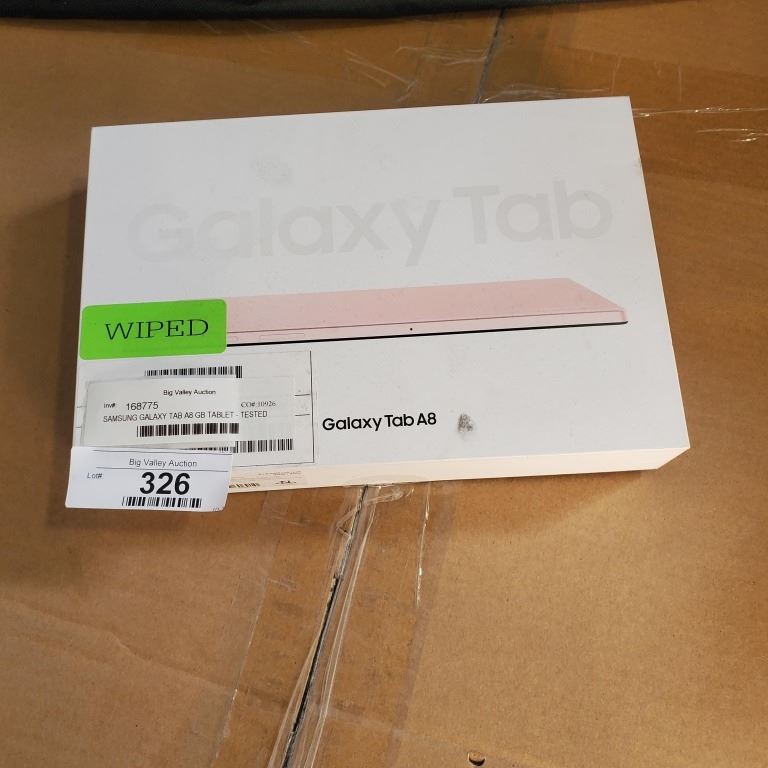 Galaxy Tab
WIPED
Big Valley Auction
Inv#: 168775 CO#:10926
SAMSUNG GALAXY TAB A8 GB TABLET - TESTED
Galaxy Tab A8
Big Valley Auction
Lot# 326